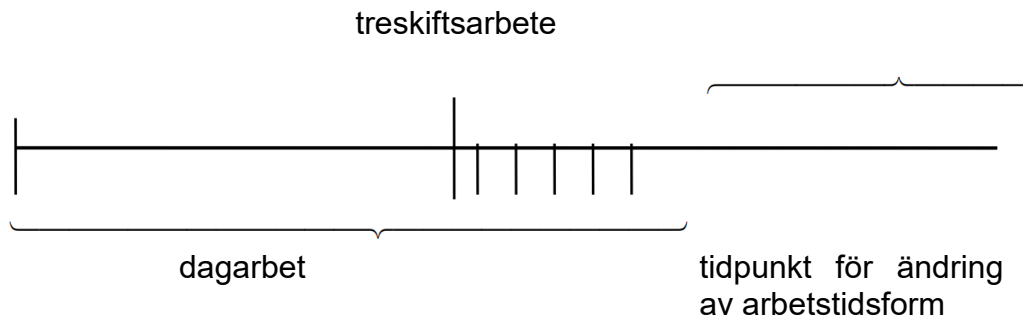 treskiftsarbete
dagarbet
tidpunkt för ändring
av arbetstidsform